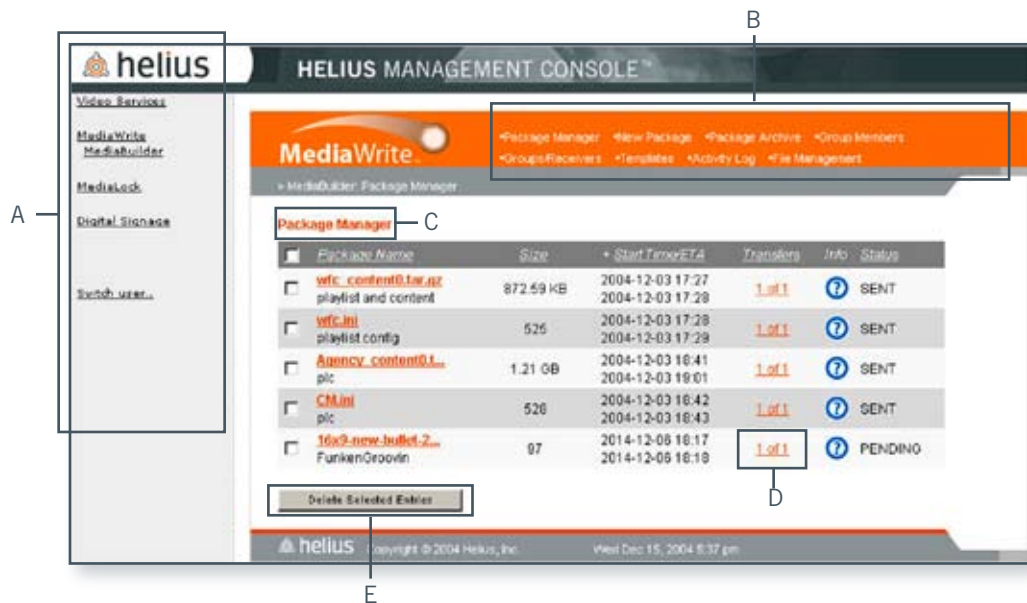 B
helius
HELIUS MANAGEMENT CONSOLE™
Video Services
MediaWrite
MediaBuilder
MediaLock
Digital Signage
Switch user..
A
MediaWrite
•Package Manager •New Package •Package Archive •Group Members
•Groups/Receivers •Templates •Activity Log •File Management
» MediaBuilder: Package Manager
Package Manager
C
Package Name Size + Start Time/ETA Transfers Info Status
wfc_content0.tar.gz
playlist and content
872.59 KB
2004-12-03 17:27
2004-12-03 17:28
1 of 1
? SENT
wfc.ini
playlist config
525
2004-12-03 17:28
2004-12-03 17:29
1 of 1
? SENT
Agency_content0.t...
plc
1.21 GB
2004-12-03 18:41
2004-12-03 19:01
1 of 1
? SENT
CM.ini
plc
528
2004-12-03 18:42
2004-12-03 18:43
1 of 1
? SENT
16x9-new-bullet-2...
FunkenGroovin
97
2014-12-06 18:17
2014-12-06 18:18
1 of 1
? PENDING
D
Delete Selected Entries
E
helius Copyright © 2004 Helius, Inc. Wed Dec 15, 2004 5:37 pm